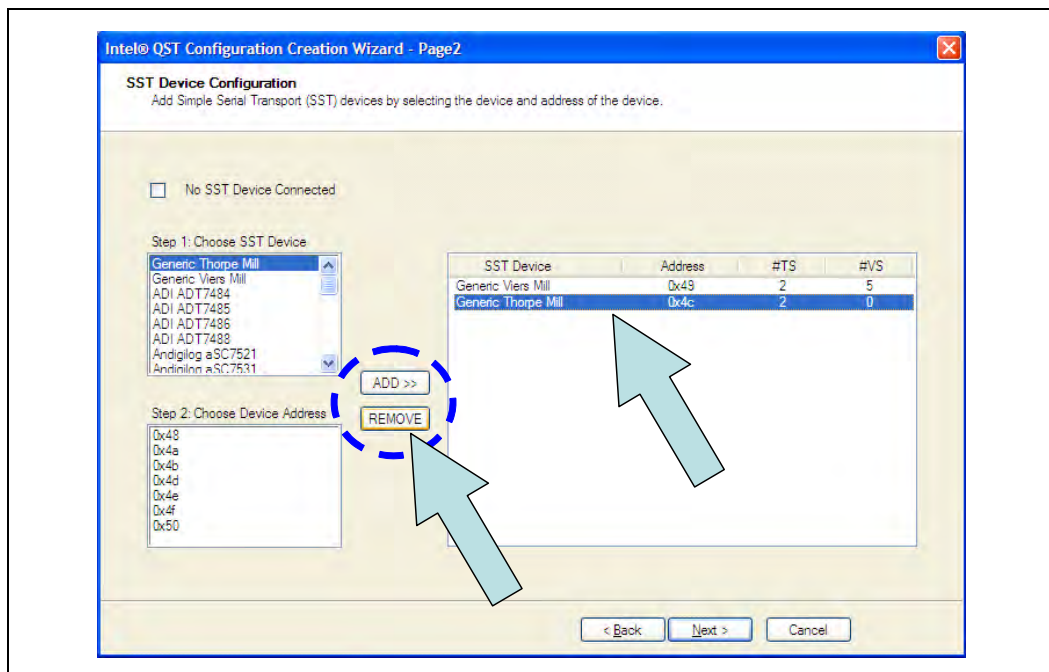 Intel® QST Configuration Creation Wizard - Page2
SST Device Configuration
Add Simple Serial Transport (SST) devices by selecting the device and address of the device.
No SST Device Connected
Step 1: Choose SST Device
Generic Thorpe Mill
Generic Viers Mill
ADI ADT7484
ADI ADT7485
ADI ADT7486
ADI ADT7488
Andigilog aSC7521
Andigilog aSC7531
ADD >>
REMOVE
Step 2: Choose Device Address
0x48
0x4a
0x4b
0x4d
0x4e
0x4f
0x50
SST Device Address #TS #VS
Generic Viers Mill 0x49 2 5
Generic Thorpe Mill 0x4c 2 0
< Back Next > Cancel